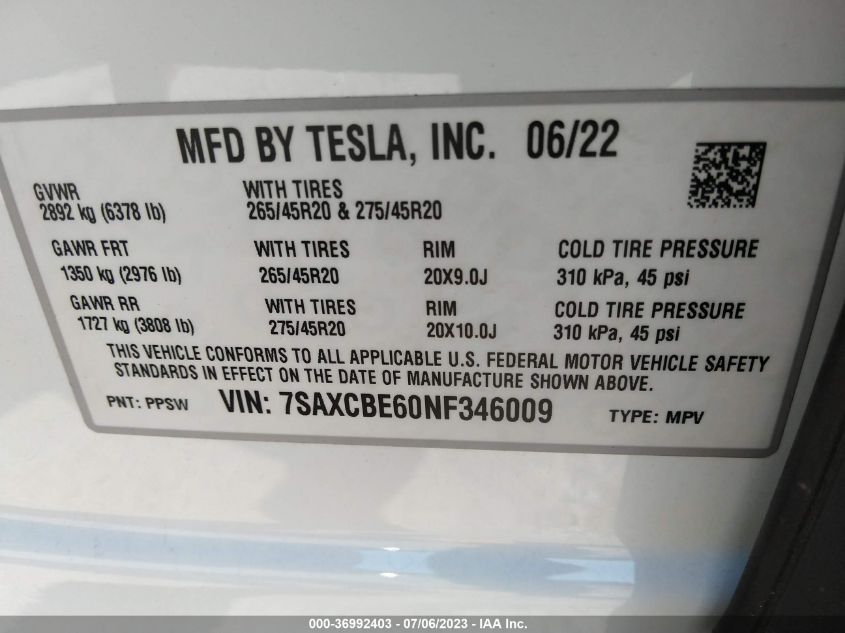 MFD BY TESLA, INC. 06/22
GVWR WITH TIRES
2892 kg (6378 lb) 265/45R20 & 275/45R20
GAWR FRT WITH TIRES RIM COLD TIRE PRESSURE
1350 kg (2976 lb) 265/45R20 20X9.0J 310 kPa, 45 psi
GAWR RR WITH TIRES RIM COLD TIRE PRESSURE
1727 kg (3808 lb) 275/45R20 20X10.0J 310 kPa, 45 psi
THIS VEHICLE CONFORMS TO ALL APPLICABLE U.S. FEDERAL MOTOR VEHICLE SAFETY
STANDARDS IN EFFECT ON THE DATE OF MANUFACTURE SHOWN ABOVE.
PNT: PPSW VIN: 7SAXCBE60NF346009 TYPE: MPV
000-36992403 - 07/06/2023 - IAA Inc.